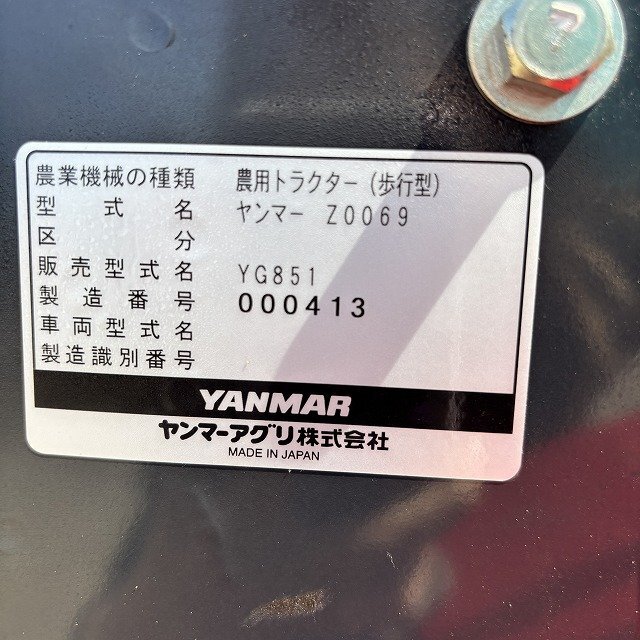 農業機械の種類 農用トラクター(歩行型)
型式名 ヤンマー Z0069
区分
販売型式名 YG851
製造番号 000413
車両型式名
製造識別番号
YANMAR
ヤンマーアグリ株式会社
MADE IN JAPAN